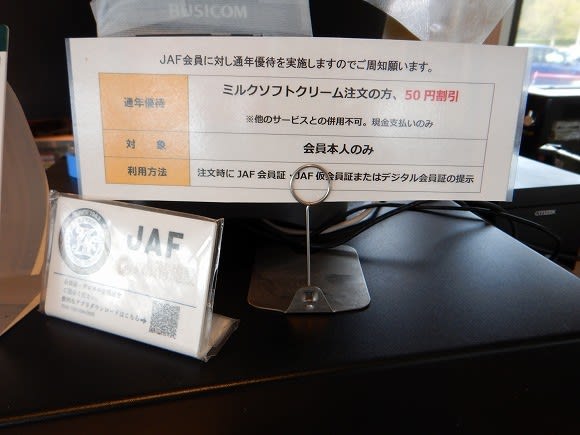 BUSICOM
JAF会員に対し通年優待を実施しますのでご周知願います。
通年優待
ミルクソフトクリーム注文の方、50円割引
※他のサービスとの併用不可。現金支払いのみ
対 象
会員本人のみ
利用方法
注文時にJAF会員証・JAF仮会員証またはデジタル会員証の提示
JAF
CITIZEN